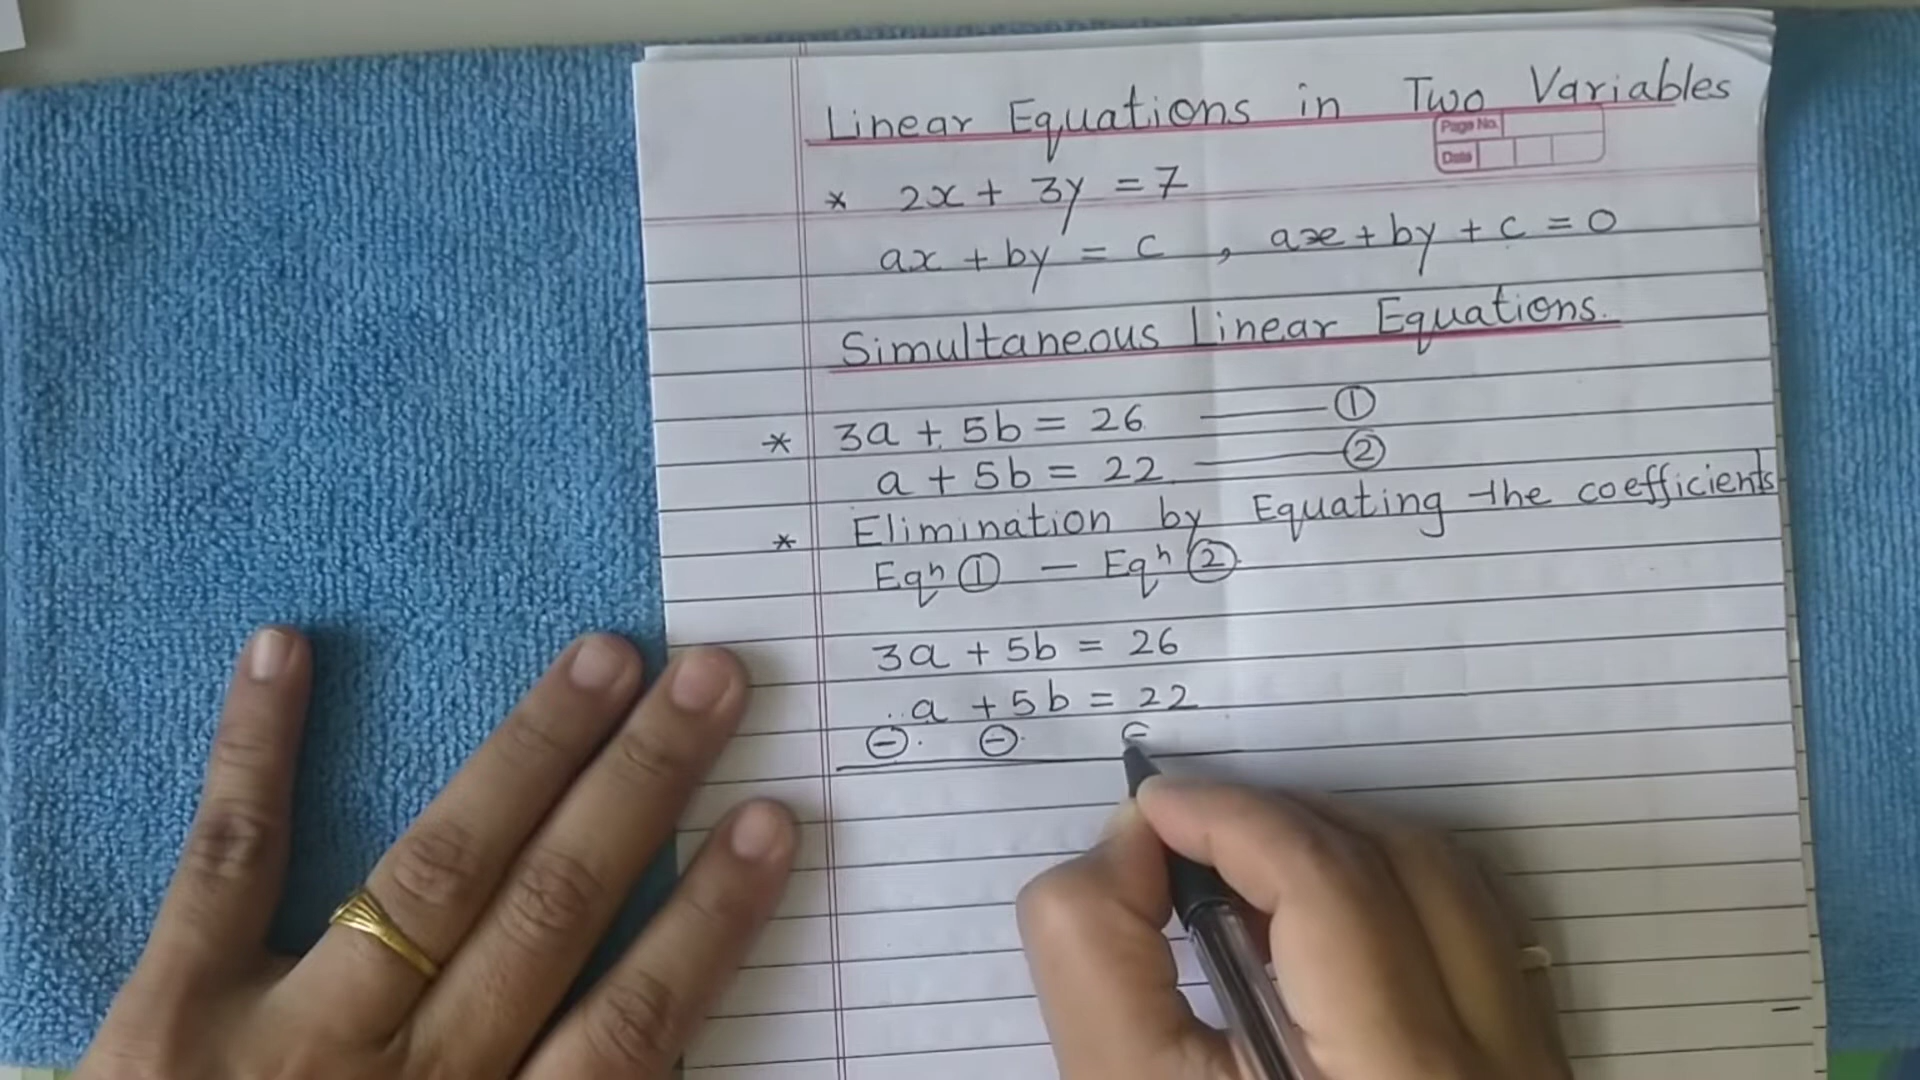 Linear Equations in Two Variables
Page No.
Date
* 2x + 3y = 7
ax + by = c , ax + by + c = 0
Simultaneous Linear Equations.
* 3a + 5b = 26 —— ①
a + 5b = 22 —— ②
* Elimination by Equating the coefficients
Eqⁿ ① — Eqⁿ ②
3a + 5b = 26
a + 5b = 22
⊖ ⊖